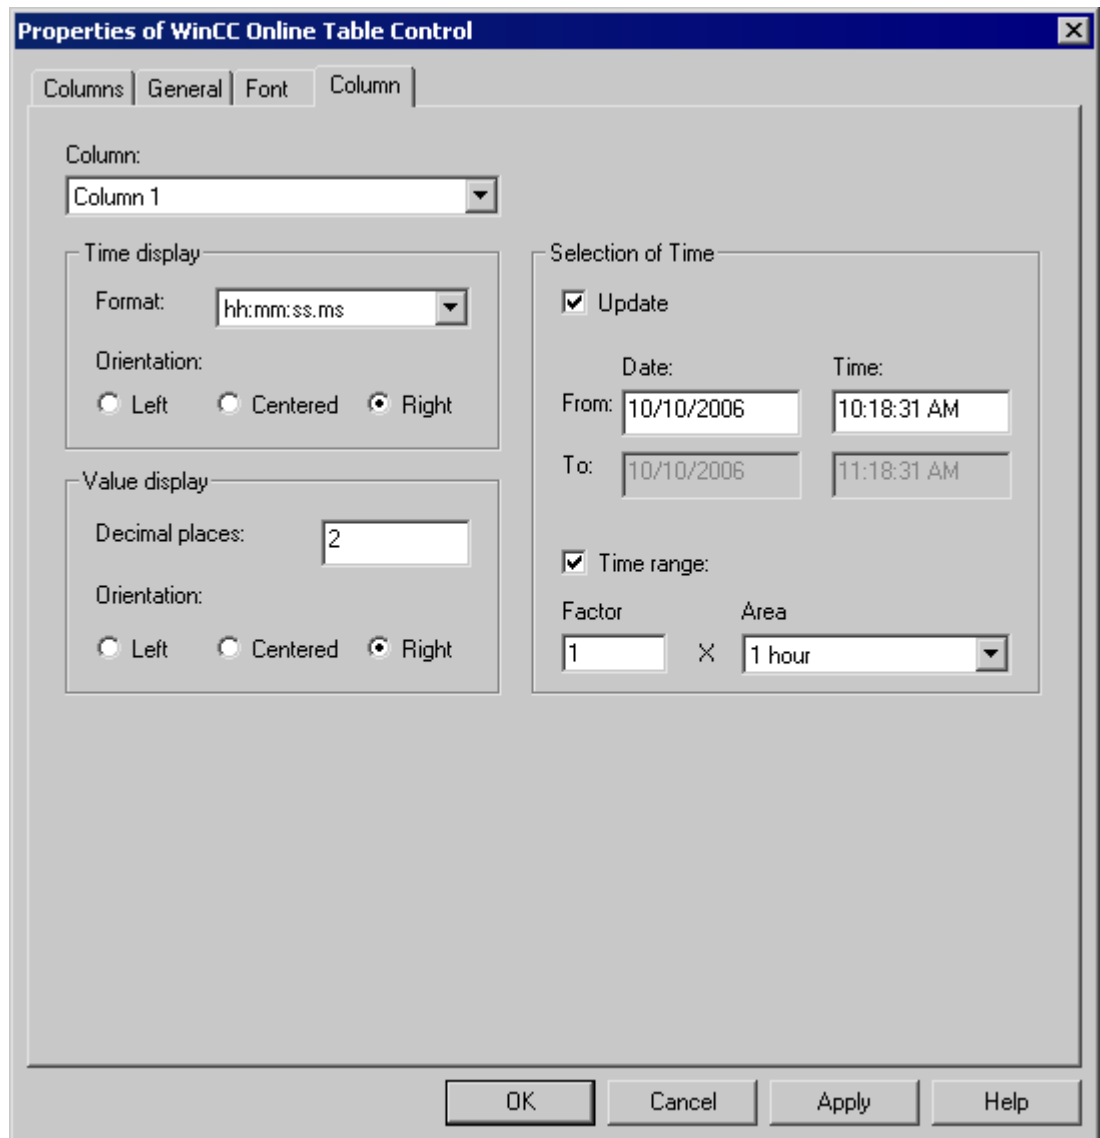 Properties of WinCC Online Table Control
Columns General Font Column
Column:
Column 1
Time display
Format: hh:mm:ss.ms
Orientation:
Left Centered Right
Value display
Decimal places: 2
Orientation:
Left Centered Right
Selection of Time
Update
Date: Time:
From: 10/10/2006 10:18:31 AM
To: 10/10/2006 11:18:31 AM
Time range:
Factor Area
1 X 1 hour
OK Cancel Apply Help